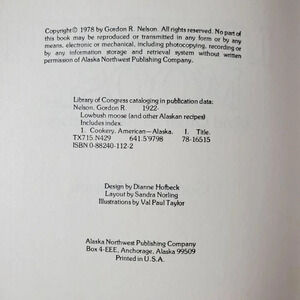 Copyright© 1978 by Gordon R. Nelson. All rights reserved. No part of
this book may be reproduced or transmitted in any form or by any
means, electronic or mechanical, including photocopying, recording or
by any information storage and retrieval system without written
permission of Alaska Northwest Publishing Company.
Library of Congress cataloging in publication data:
Nelson, Gordon R. 1922-
Lowbush moose (and other Alaskan recipes)
Includes index.
1. Cookery, American—Alaska. 1. Title.
TX715.N429 641.5'9798 78-16515
ISBN 0-88240-112-2
Design by Dianne Hofbeck
Layout by Sandra Norling
Illustrations by Val Paul Taylor
Alaska Northwest Publishing Company
Box 4-EEE, Anchorage, Alaska 99509
Printed in U.S.A.